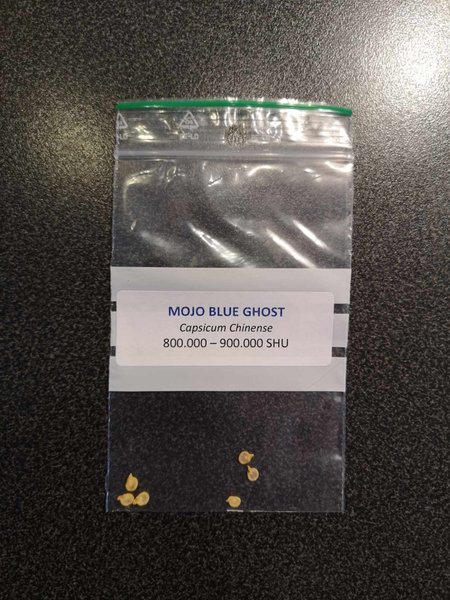 MOJO BLUE GHOST
Capsicum Chinense
800.000 – 900.000 SHU